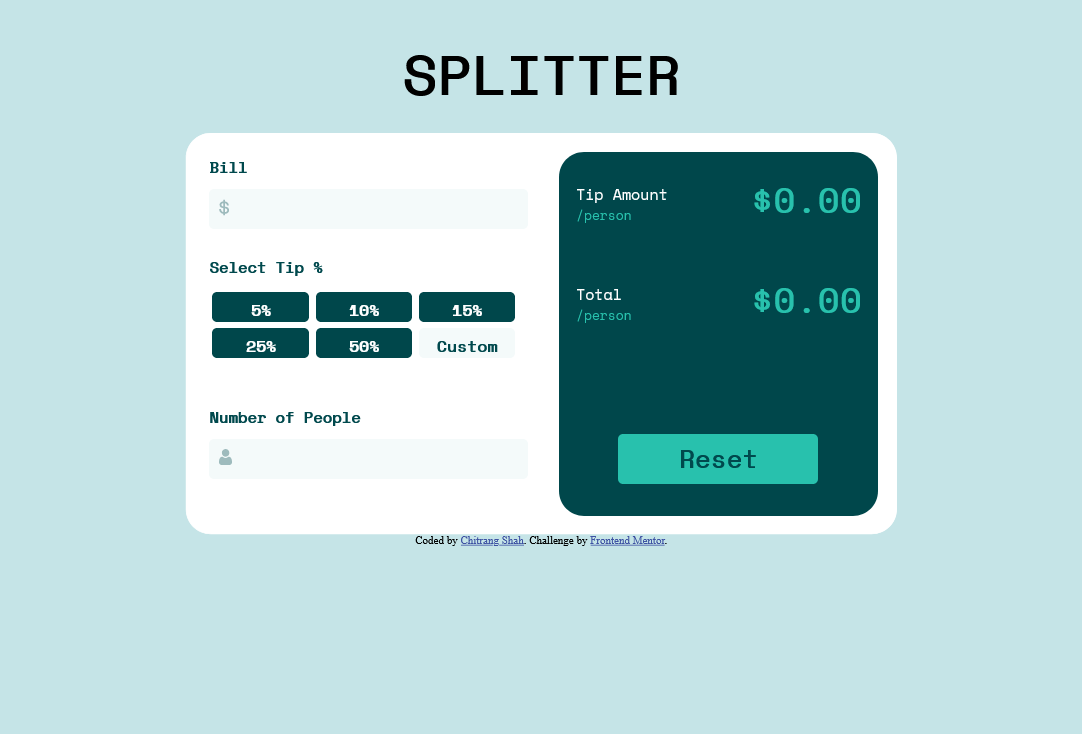 SPLITTER
Bill
$
Select Tip %
5% 10% 15%
25% 50% Custom
Number of People
Tip Amount $0.00
/person
Total $0.00
/person
Reset
Coded by Chitrang Shah. Challenge by Frontend Mentor.